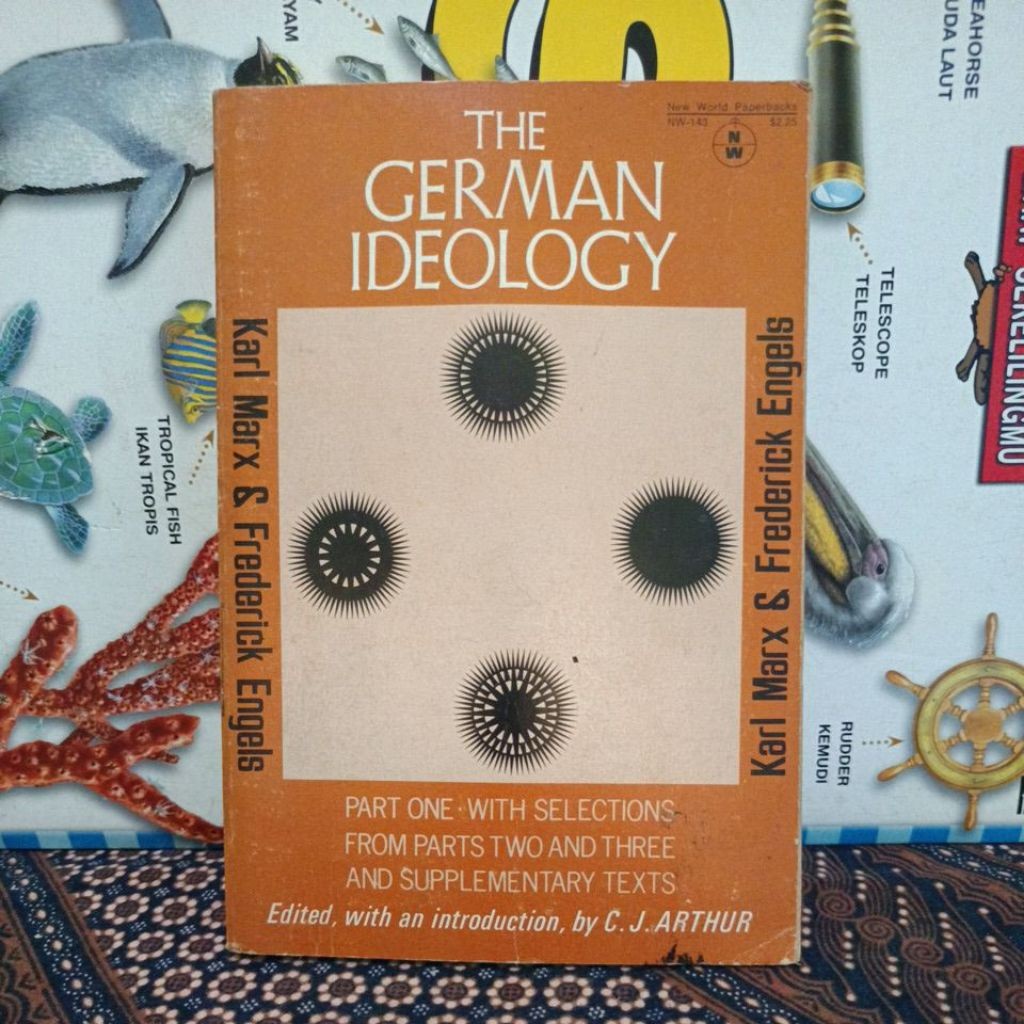 New World Paperbacks
NW-143 $2.25
N
W
THE
GERMAN
IDEOLOGY
Karl Marx & Frederick Engels
Karl Marx & Frederick Engels
PART ONE · WITH SELECTIONS
FROM PARTS TWO AND THREE
AND SUPPLEMENTARY TEXTS
Edited, with an introduction, by C. J. ARTHUR
TROPICAL FISH
IKAN TROPIS
TELESCOPE
TELESKOP
RUDDER
KEMUDI
EAHORSE
UDA LAUT
YAM
SEKELILINGMU